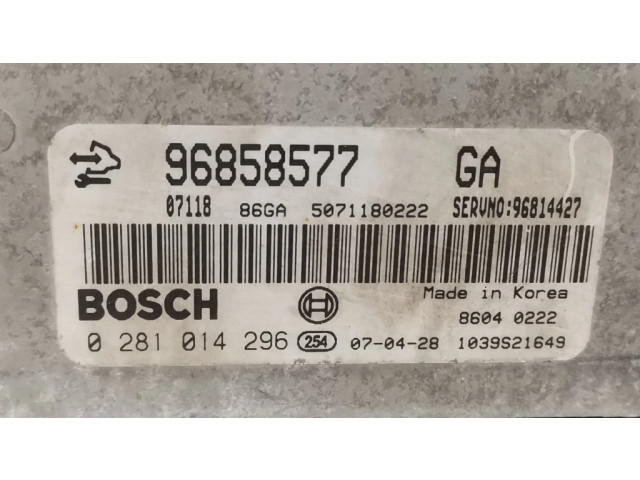 96858577 GA
07118 86GA 5071180222 SERVNO:96814427
BOSCH
Made in Korea
8604 0222
0 281 014 296 254 07-04-28 1039S21649